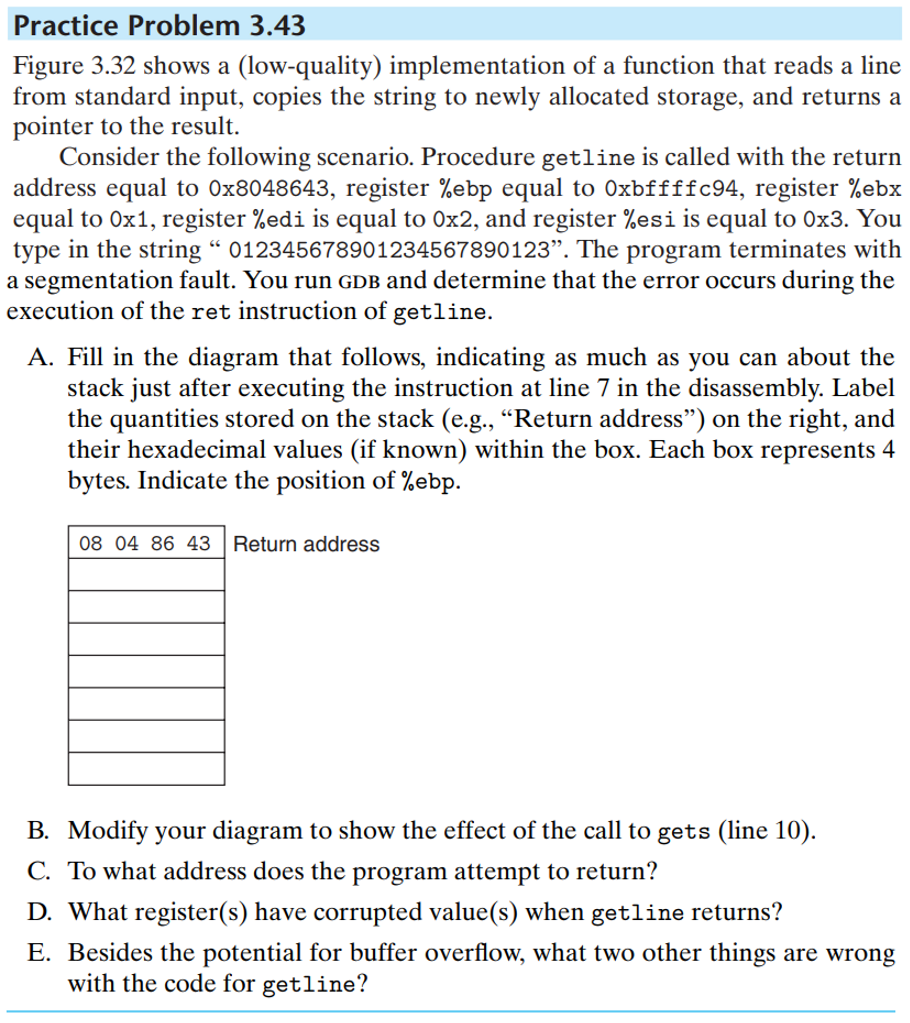 Practice Problem 3.43
Figure 3.32 shows a (low-quality) implementation of a function that reads a line
from standard input, copies the string to newly allocated storage, and returns a
pointer to the result.
Consider the following scenario. Procedure getline is called with the return
address equal to 0x8048643, register %ebp equal to 0xbffffc94, register %ebx
equal to 0x1, register %edi is equal to 0x2, and register %esi is equal to 0x3. You
type in the string “ 012345678901234567890123”. The program terminates with
a segmentation fault. You run GDB and determine that the error occurs during the
execution of the ret instruction of getline.
A. Fill in the diagram that follows, indicating as much as you can about the
stack just after executing the instruction at line 7 in the disassembly. Label
the quantities stored on the stack (e.g., “Return address”) on the right, and
their hexadecimal values (if known) within the box. Each box represents 4
bytes. Indicate the position of %ebp.
08 04 86 43 Return address
B. Modify your diagram to show the effect of the call to gets (line 10).
C. To what address does the program attempt to return?
D. What register(s) have corrupted value(s) when getline returns?
E. Besides the potential for buffer overflow, what two other things are wrong
with the code for getline?